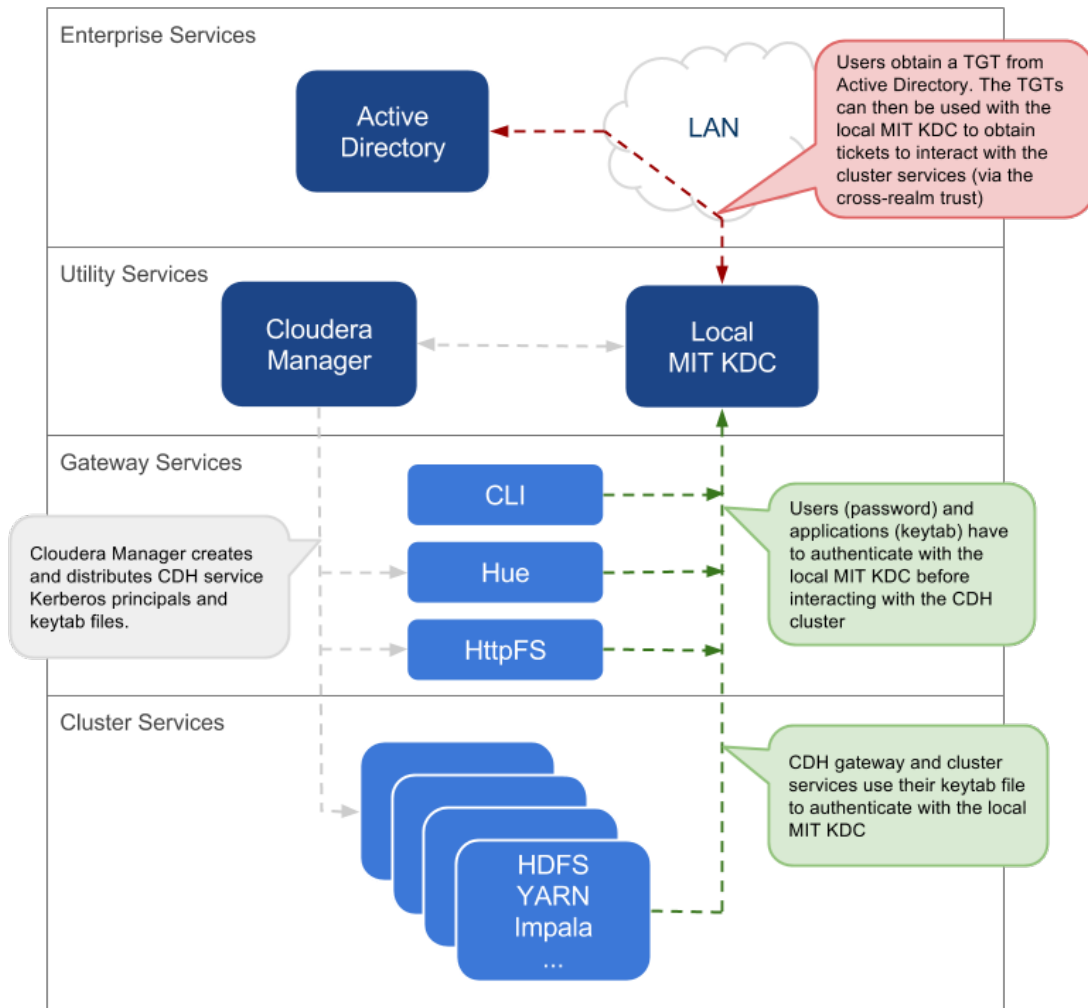 Enterprise Services
Active
Directory
LAN
Users obtain a TGT from
Active Directory. The TGTs
can then be used with the
local MIT KDC to obtain
tickets to interact with the
cluster services (via the
cross-realm trust)
Utility Services
Cloudera
Manager
Local
MIT KDC
Gateway Services
CLI
Hue
HttpFS
Cloudera Manager creates
and distributes CDH service
Kerberos principals and
keytab files.
Users (password) and
applications (keytab) have
to authenticate with the
local MIT KDC before
interacting with the CDH
cluster
Cluster Services
HDFS
YARN
Impala
...
CDH gateway and cluster
services use their keytab file
to authenticate with the local
MIT KDC